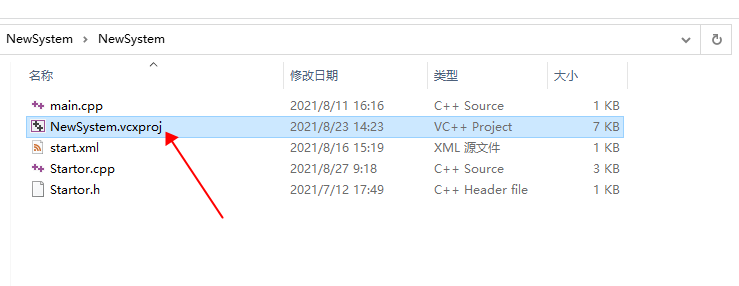 NewSystem > NewSystem
名称 修改日期 类型 大小
main.cpp 2021/8/11 16:16 C++ Source 1 KB
NewSystem.vcxproj 2021/8/23 14:23 VC++ Project 7 KB
start.xml 2021/8/16 15:19 XML 源文件 1 KB
Startor.cpp 2021/8/27 9:18 C++ Source 3 KB
Startor.h 2021/7/12 17:49 C++ Header file 1 KB